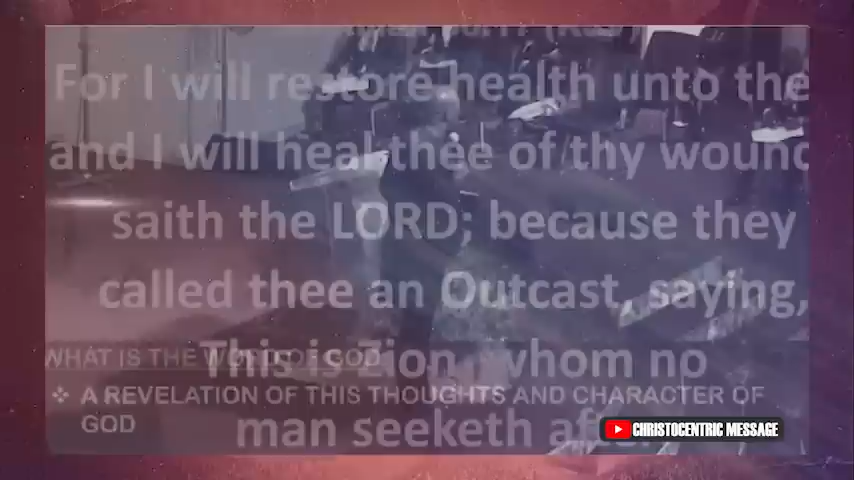 For I will restore health unto the
and I will heal thee of thy wound
saith the LORD; because they
called thee an Outcast, saying,
This is Zion, whom no
man seeketh
WHAT IS THE WORD OF GOD
❖ A REVELATION OF THIS THOUGHTS AND CHARACTER OF
GOD
CHRISTOCENTRIC MESSAGE